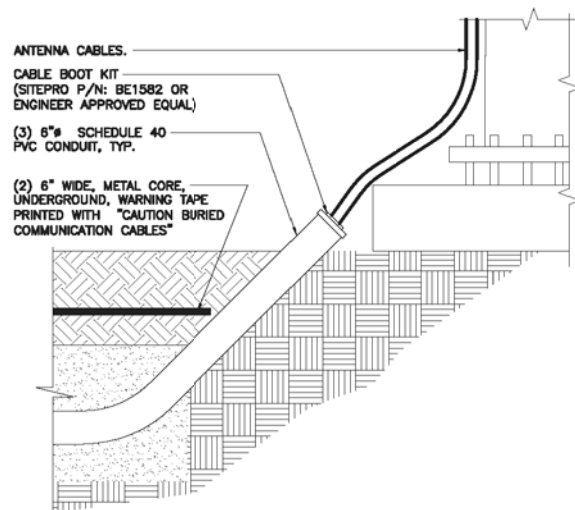 ANTENNA CABLES.
CABLE BOOT KIT
(SITEPRO P/N: BE1582 OR
ENGINEER APPROVED EQUAL)
(3) 6"ø SCHEDULE 40
PVC CONDUIT, TYP.
(2) 6" WIDE, METAL CORE,
UNDERGROUND, WARNING TAPE
PRINTED WITH "CAUTION BURIED
COMMUNICATION CABLES"